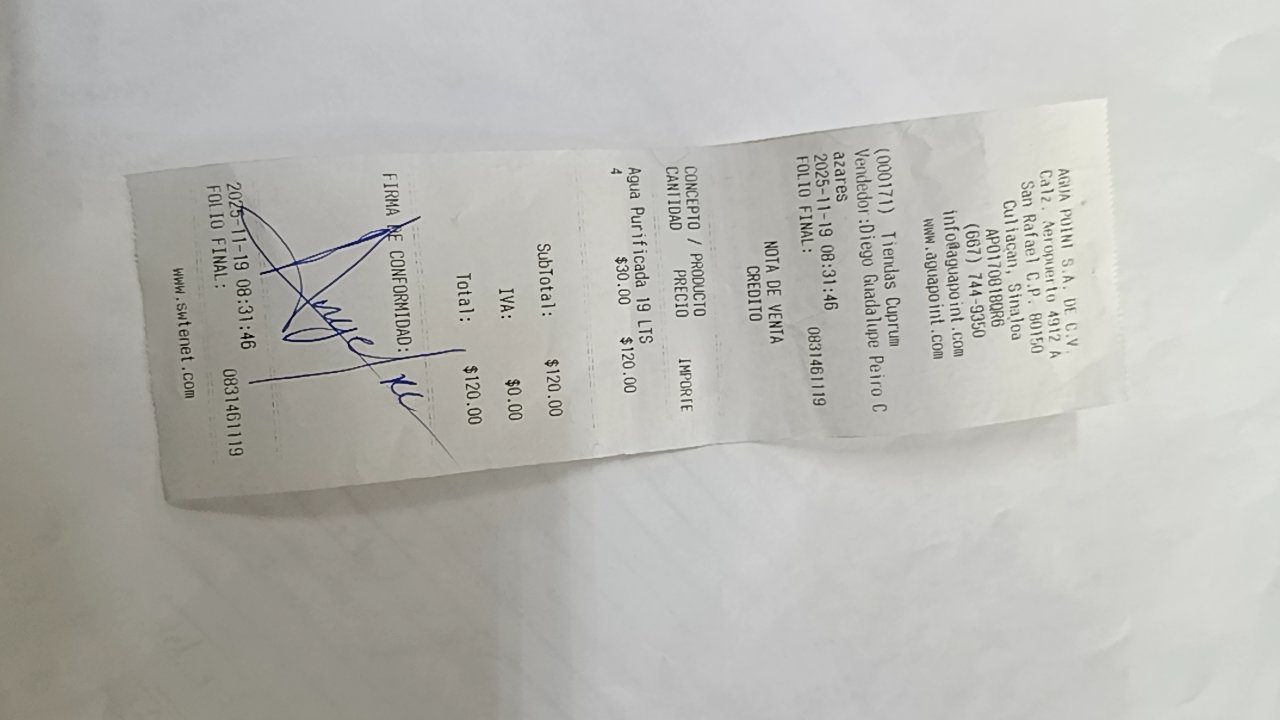 AGUA POINT S.A. DE C.V.
Calz. Aeropuerto 4912 A
San Rafael C.P. 80150
Culiacan, Sinaloa
APO170818QR6
(667) 744-9350
info@aguapoint.com
www.aguapoint.com
(000171) Tiendas Cuprum
Vendedor:Diego Guadalupe Peiro C
azares
2025-11-19 08:31:46
FOLIO FINAL: 0831461119
NOTA DE VENTA
CREDITO
CONCEPTO / PRODUCTO
CANTIDAD PRECIO IMPORTE
Agua Purificada 19 LTS
4 $30.00 $120.00
SubTotal: $120.00
IVA: $0.00
Total: $120.00
FIRMA DE CONFORMIDAD:
2025-11-19 08:31:46
FOLIO FINAL: 0831461119
www.swtenet.com